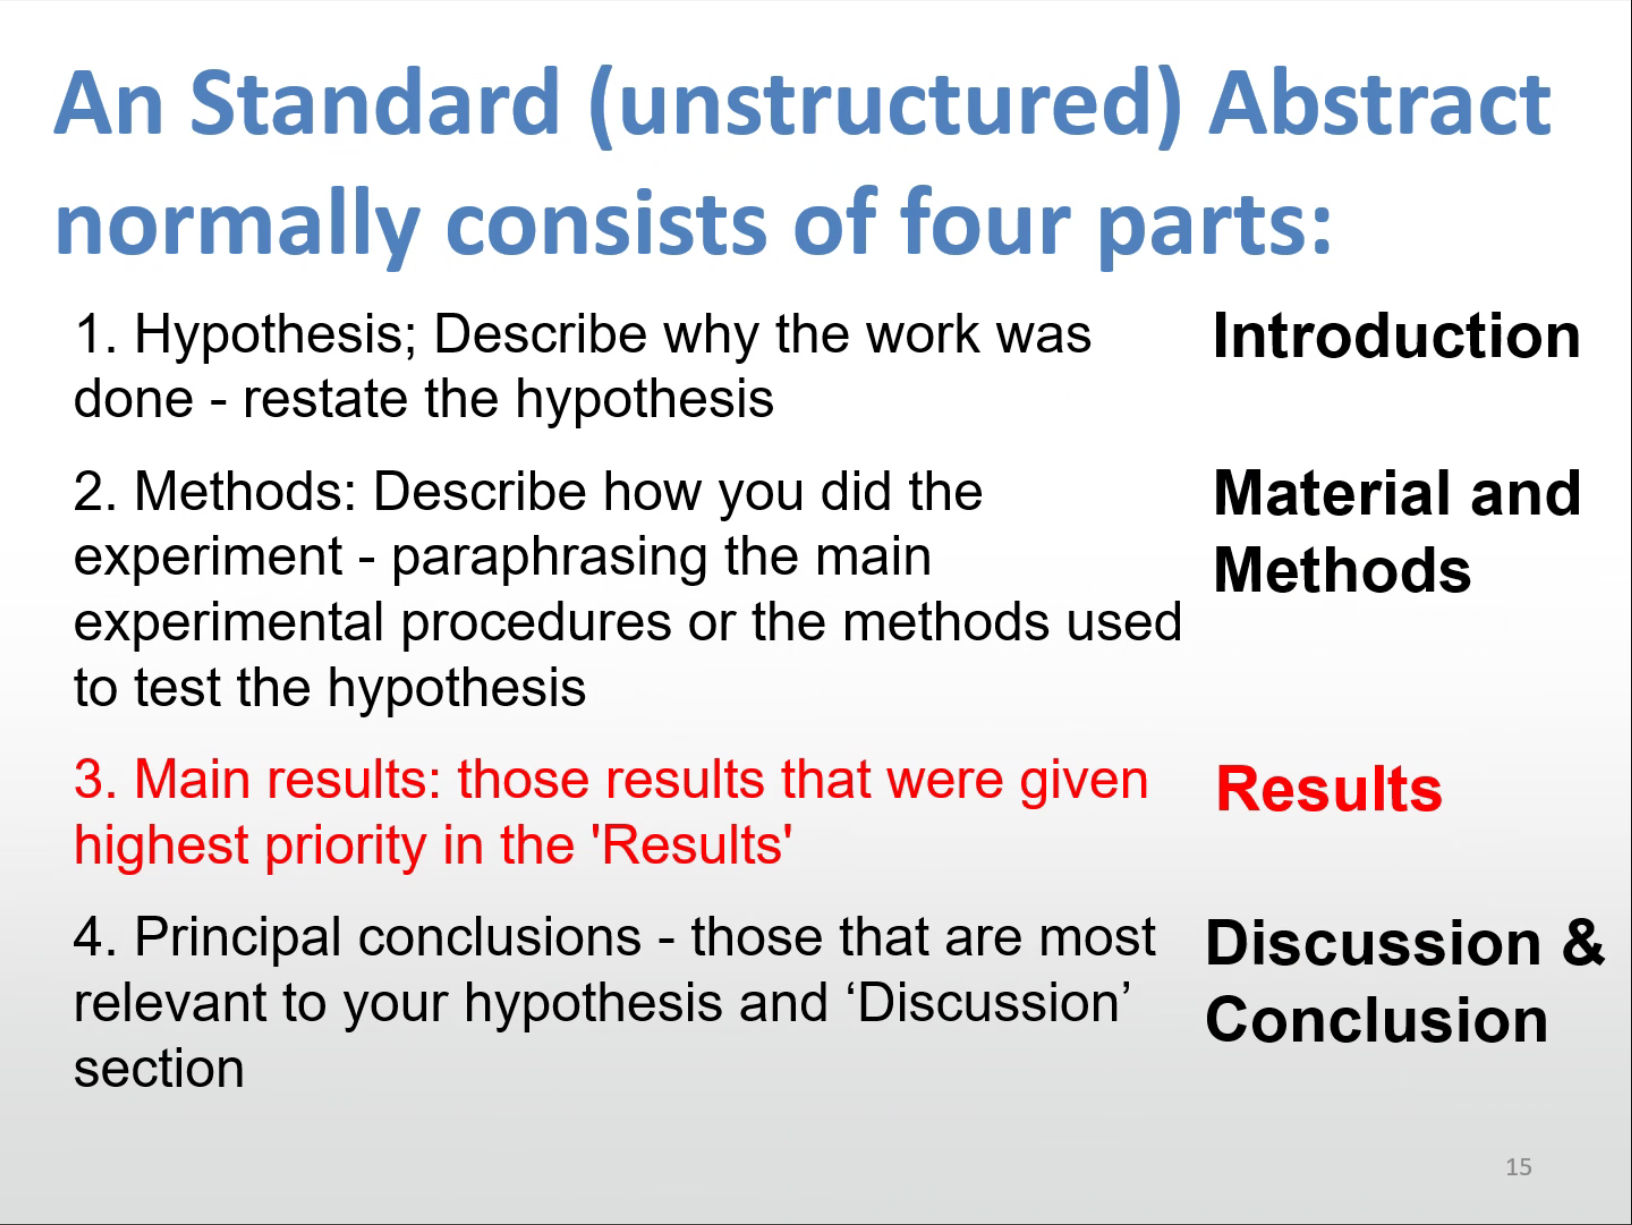 An Standard (unstructured) Abstract
normally consists of four parts:
1. Hypothesis; Describe why the work was
done - restate the hypothesis
Introduction
2. Methods: Describe how you did the
experiment - paraphrasing the main
experimental procedures or the methods used
to test the hypothesis
Material and
Methods
3. Main results: those results that were given
highest priority in the 'Results'
Results
4. Principal conclusions - those that are most
relevant to your hypothesis and ‘Discussion’
section
Discussion &
Conclusion
15